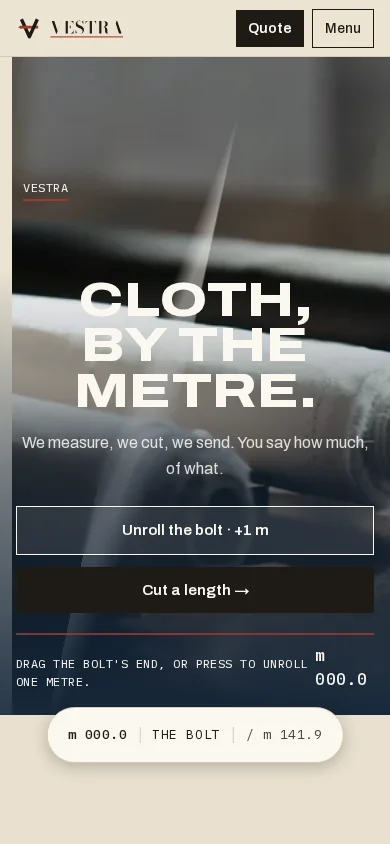 VESTRA
Quote
Menu
VESTRA
CLOTH,
BY THE
METRE.
We measure, we cut, we send. You say how much,
of what.
Unroll the bolt · +1 m
Cut a length →
DRAG THE BOLT'S END, OR PRESS TO UNROLL
ONE METRE.
m
000.0
m 000.0 | THE BOLT | / m 141.9